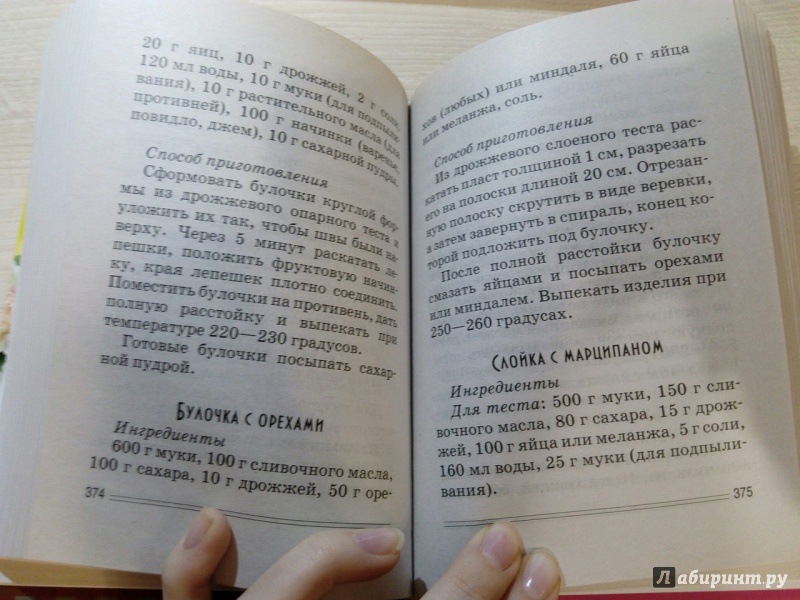 20 г яиц, 10 г дрожжей, 2 г соли,
120 мл воды, 10 г муки (для подпыли-
вания), 10 г растительного масла (для
противней), 100 г начинки (варенье,
повидло, джем), 10 г сахарной пудры.
Способ приготовления
Сформовать булочки круглой фор-
мы из дрожжевого опарного теста и
уложить их так, чтобы швы были на-
верху. Через 5 минут раскатать ле-
пешки, положить фруктовую начин-
ку, края лепешек плотно соединить.
Поместить булочки на противень, дать
полную расстойку и выпекать при
температуре 220—230 градусов.
Готовые булочки посыпать сахар-
ной пудрой.
БУЛОЧКА С ОРЕХАМИ
Ингредиенты
600 г муки, 100 г сливочного масла,
100 г сахара, 10 г дрожжей, 50 г оре-
374
хов (любых) или миндаля, 60 г яйца
или меланжа, соль.
Способ приготовления
Из дрожжевого слоеного теста рас-
катать пласт толщиной 1 см, разрезать
его на полоски длиной 20 см. Отрезан-
ную полоску скрутить в виде веревки,
а затем завернуть в спираль, конец ко-
торой подложить под булочку.
После полной расстойки булочку
смазать яйцами и посыпать орехами
или миндалем. Выпекать изделия при
250—260 градусах.
СЛОЙКА С МАРЦИПАНОМ
Ингредиенты
Для теста: 500 г муки, 150 г сли-
вочного масла, 80 г сахара, 15 г дрож-
жей, 100 г яйца или меланжа, 5 г соли,
160 мл воды, 25 г муки (для подпыли-
вания).
375
Лабиринт.ру